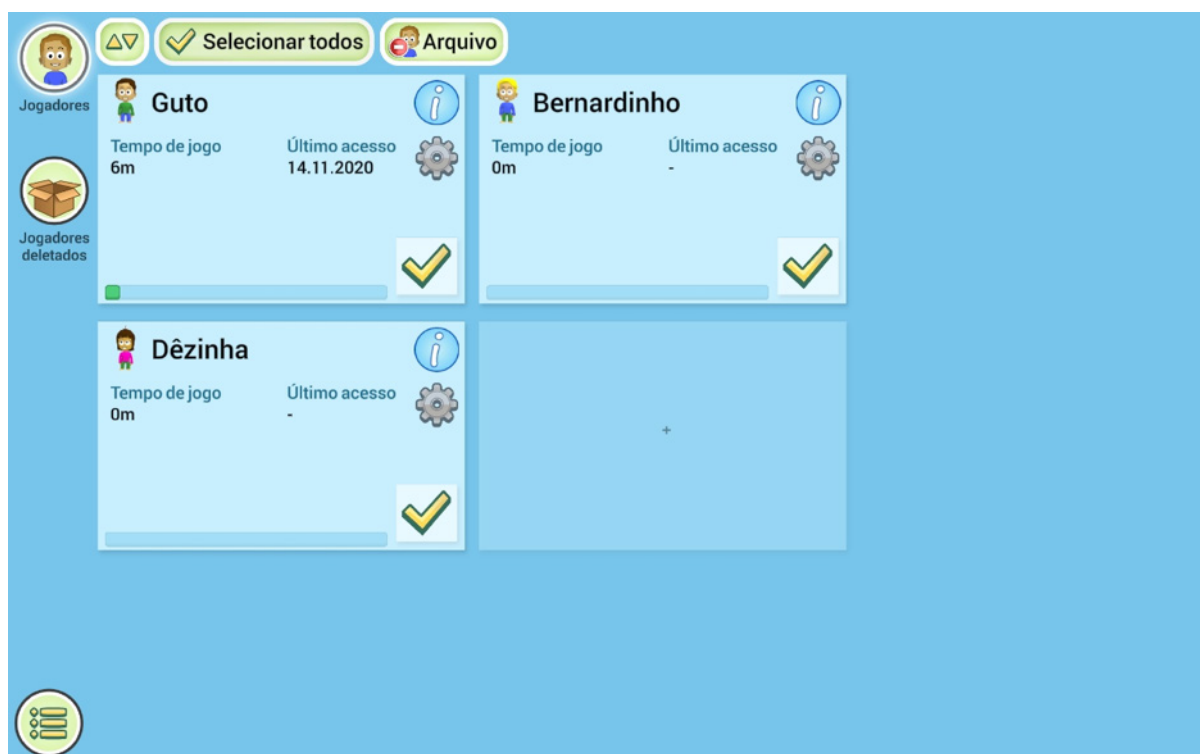 Selecionar todos
Arquivo
Jogadores
Jogadores
deletados
Guto
Tempo de jogo
6m
Último acesso
14.11.2020
Bernardinho
Tempo de jogo
0m
Último acesso
-
Dêzinha
Tempo de jogo
0m
Último acesso
-
+